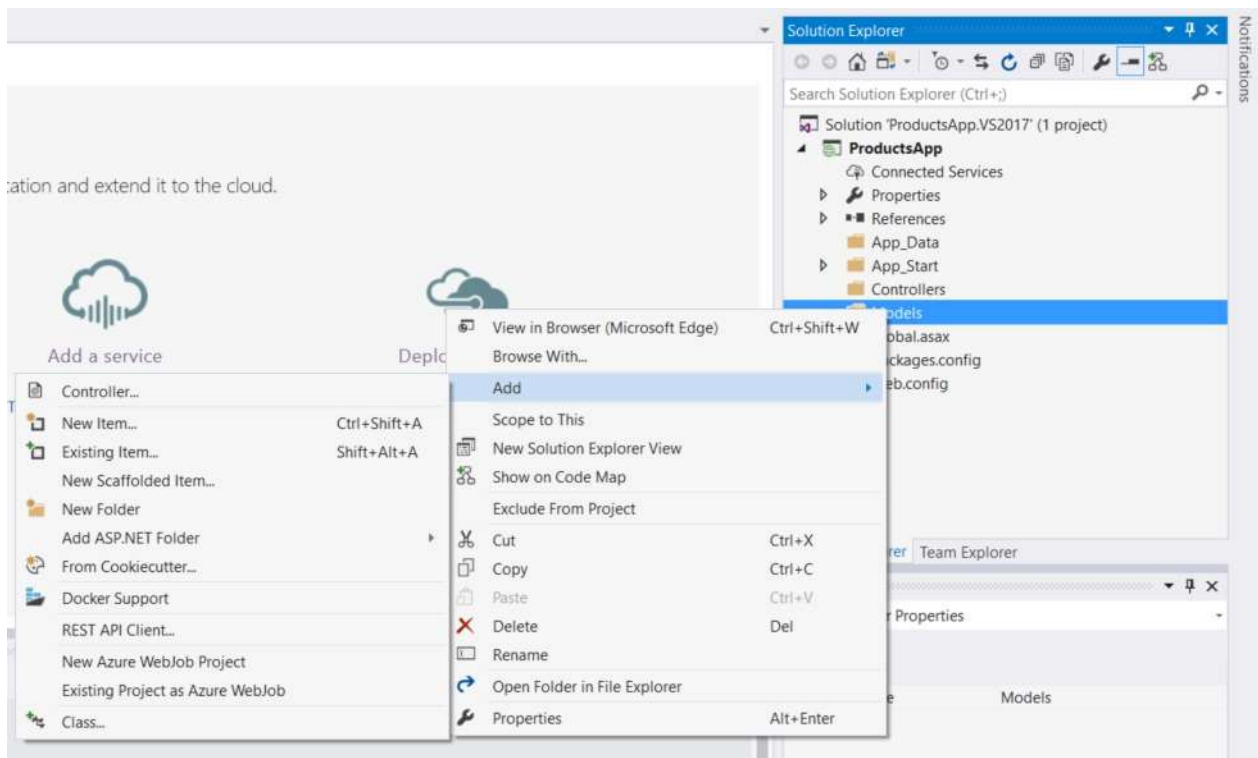 Solution Explorer
Notifications
Search Solution Explorer (Ctrl+;)
Solution 'ProductsApp.VS2017' (1 project)
ProductsApp
Connected Services
Properties
References
App_Data
App_Start
Controllers
odels
obal.asax
ckages.config
eb.config
cation and extend it to the cloud.
Add a service
Deplo
View in Browser (Microsoft Edge) Ctrl+Shift+W
Browse With...
Add
Scope to This
New Solution Explorer View
Show on Code Map
Exclude From Project
Cut Ctrl+X
Copy Ctrl+C
Paste Ctrl+V
Delete Del
Rename
Open Folder in File Explorer
Properties Alt+Enter
Controller...
New Item... Ctrl+Shift+A
Existing Item... Shift+Alt+A
New Scaffolded Item...
New Folder
Add ASP.NET Folder
From Cookiecutter...
Docker Support
REST API Client...
New Azure WebJob Project
Existing Project as Azure WebJob
Class...
rer Team Explorer
r Properties
e Models